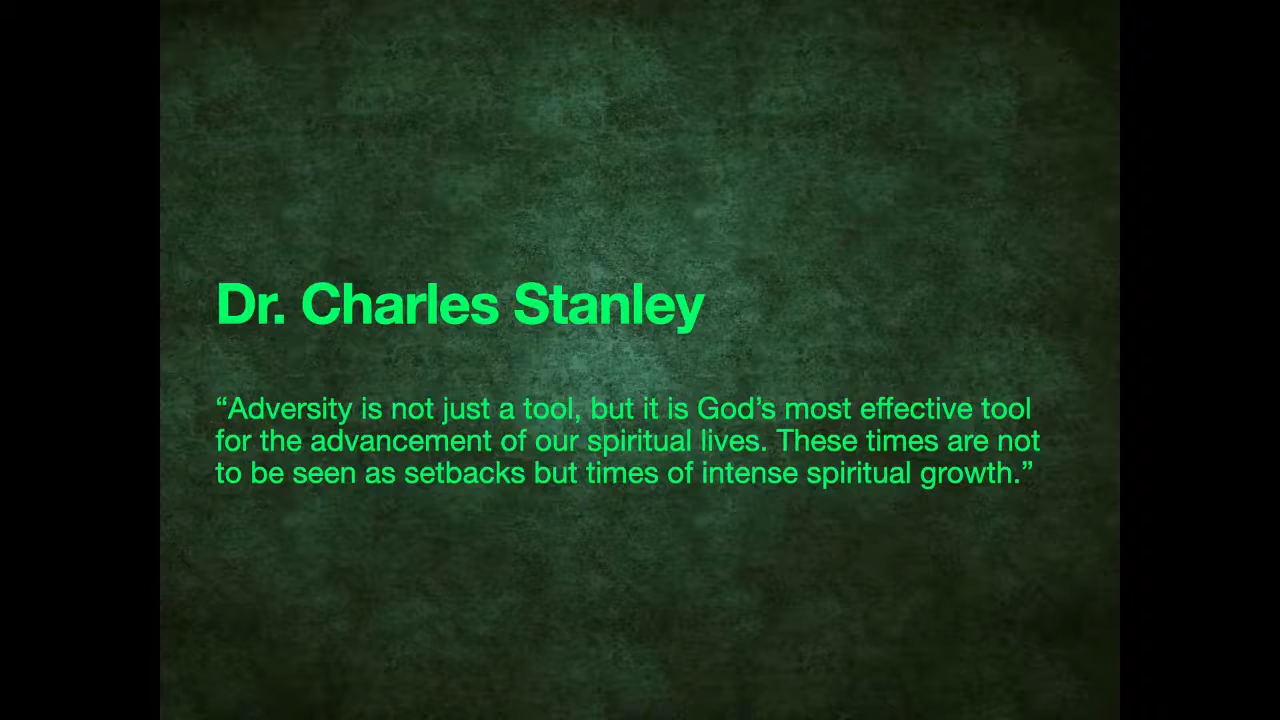 Dr. Charles Stanley
“Adversity is not just a tool, but it is God’s most effective tool
for the advancement of our spiritual lives. These times are not
to be seen as setbacks but times of intense spiritual growth.”